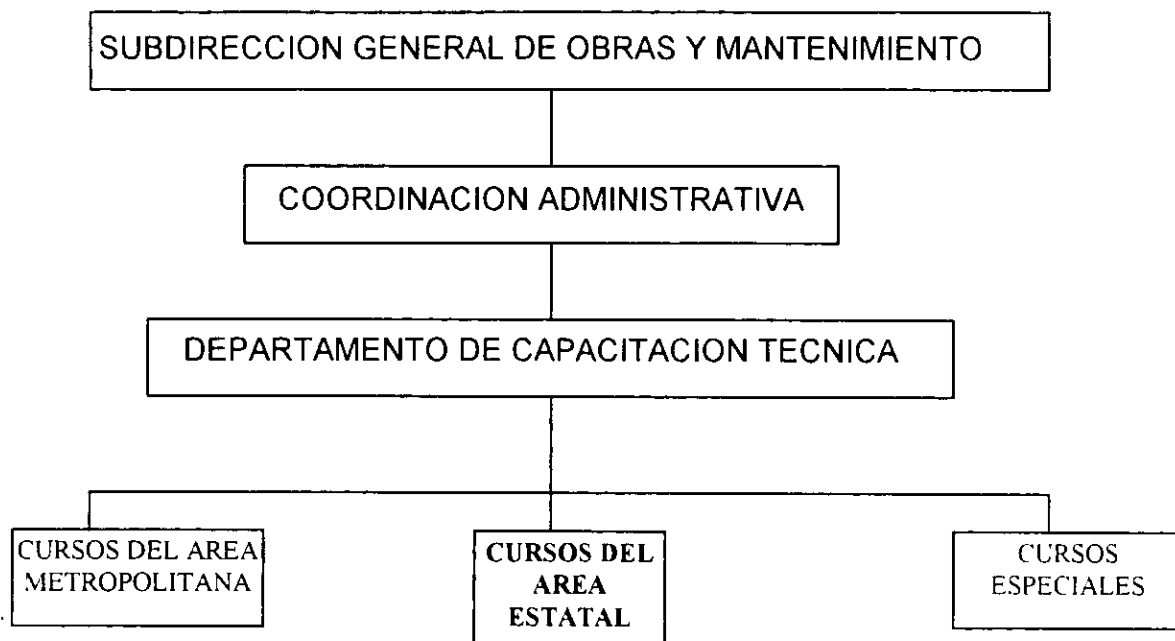 SUBDIRECCION GENERAL DE OBRAS Y MANTENIMIENTO
COORDINACION ADMINISTRATIVA
DEPARTAMENTO DE CAPACITACION TECNICA
CURSOS DEL AREA
METROPOLITANA
CURSOS DEL
AREA
ESTATAL
CURSOS
ESPECIALES